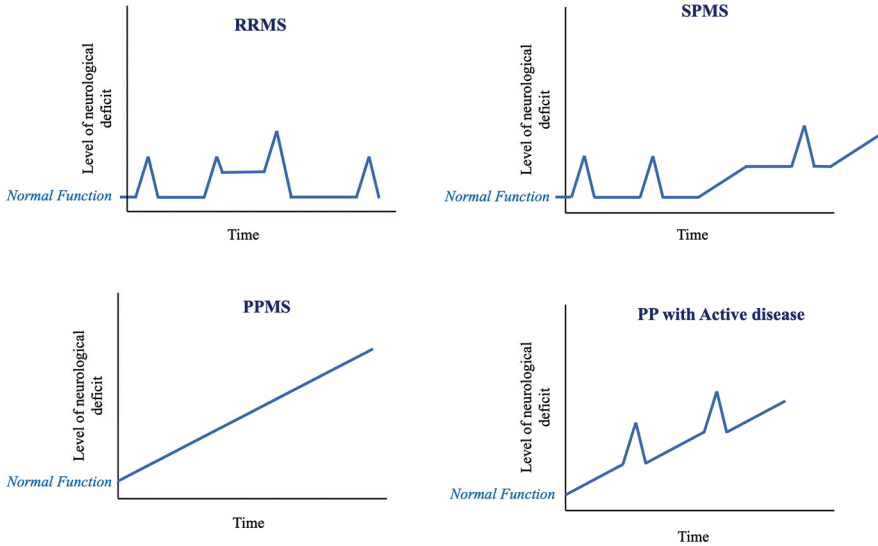 RRMS
Level of neurological
deficit
Normal Function
Time
SPMS
Level of neurological
deficit
Normal Function
Time
PPMS
Level of neurological
deficit
Normal Function
Time
PP with Active disease
Level of neurological
deficit
Normal Function
Time